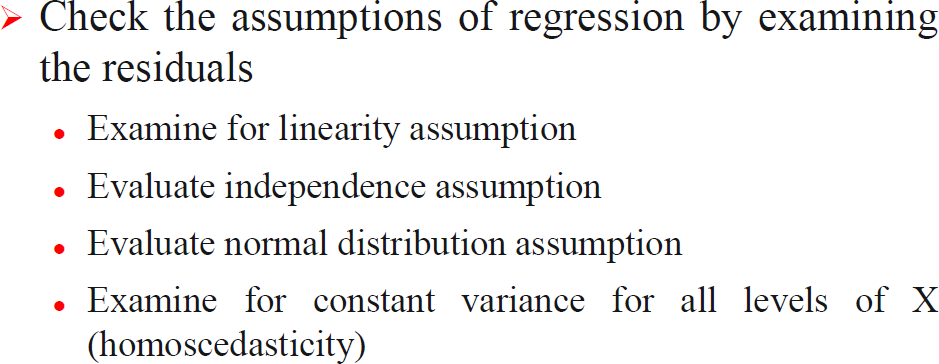 ➢ Check the assumptions of regression by examining
the residuals
• Examine for linearity assumption
• Evaluate independence assumption
• Evaluate normal distribution assumption
• Examine for constant variance for all levels of X
(homoscedasticity)